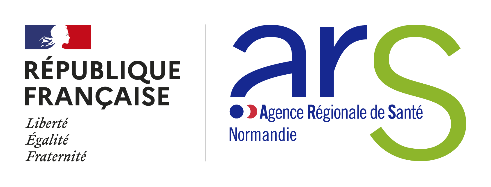 RÉPUBLIQUE
FRANÇAISE
Liberté
Égalité
Fraternité
ars
Agence Régionale de Santé
Normandie